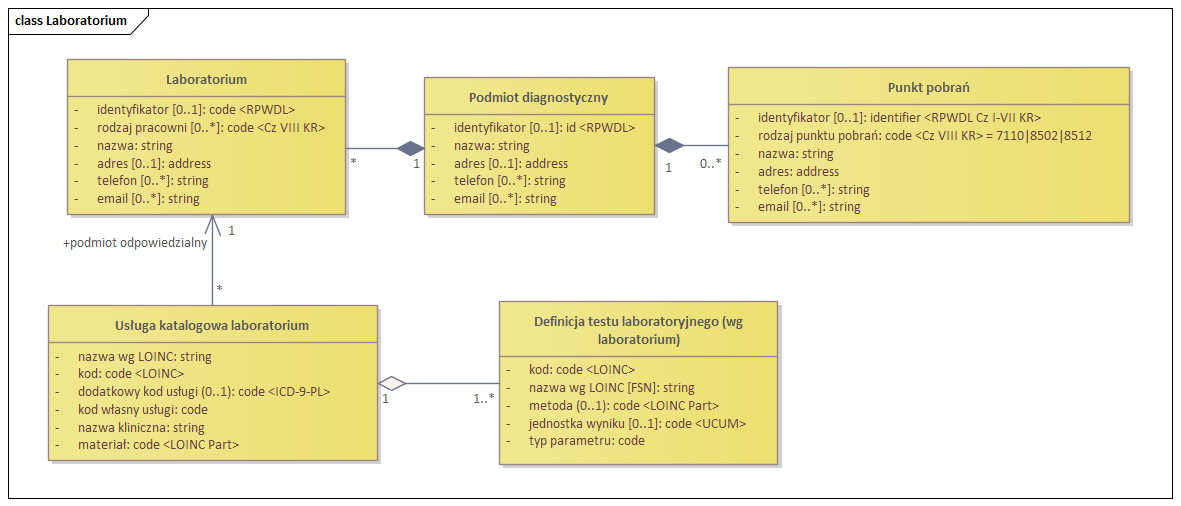 class Laboratorium
Laboratorium
- identyfikator [0..1]: code <RPWDL>
- rodzaj pracowni [0..*]: code <Cz VIII KR>
- nazwa: string
- adres [0..1]: address
- telefon [0..*]: string
- email [0..*]: string
Podmiot diagnostyczny
- identyfikator [0..1]: id <RPWDL>
- nazwa: string
- adres [0..1]: address
- telefon [0..*]: string
- email [0..*]: string
Punkt pobrań
- identyfikator [0..1]: identifier <RPWDL Cz I-VII KR>
- rodzaj punktu pobrań: code <Cz VIII KR> = 7110|8502|8512
- nazwa: string
- adres: address
- telefon [0..*]: string
- email [0..*]: string
*
1
1
0..*
+podmiot odpowiedzialny
1
*
Usługa katalogowa laboratorium
- nazwa wg LOINC: string
- kod: code <LOINC>
- dodatkowy kod usługi (0..1): code <ICD-9-PL>
- kod własny usługi: code
- nazwa kliniczna: string
- materiał: code <LOINC Part>
1
1..*
Definicja testu laboratoryjnego (wg
laboratorium)
- kod: code <LOINC>
- nazwa wg LOINC [FSN]: string
- metoda (0..1): code <LOINC Part>
- jednostka wyniku [0..1]: code <UCUM>
- typ parametru: code